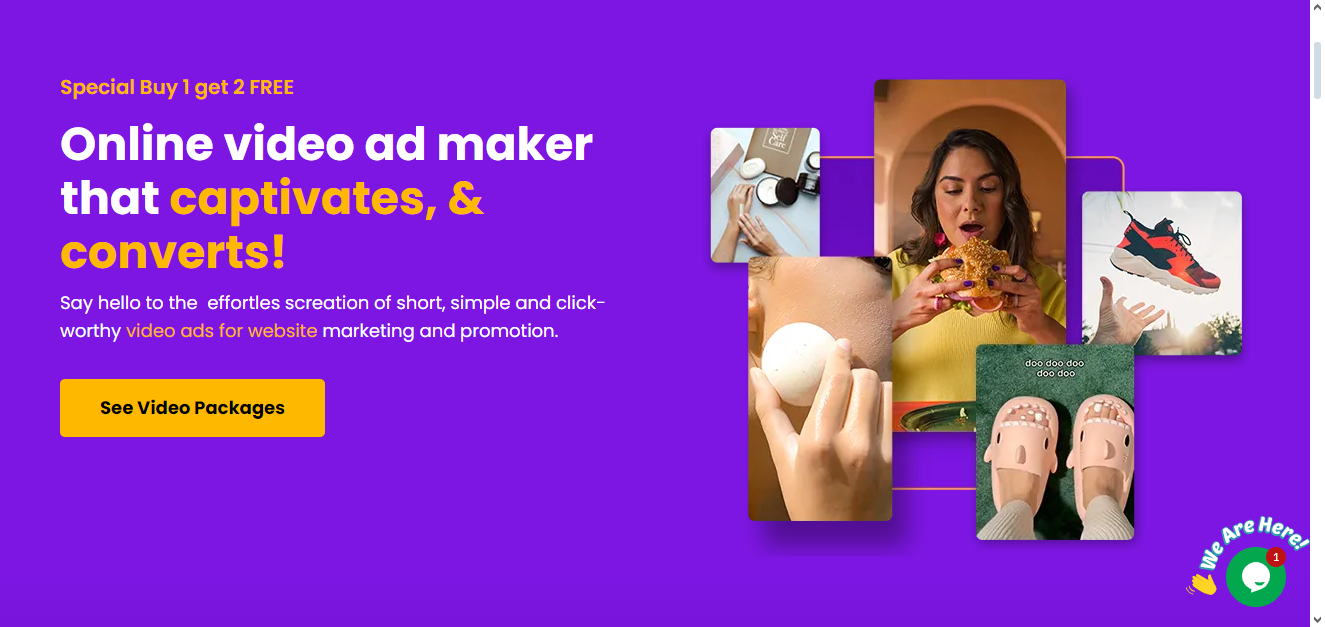 Special Buy 1 get 2 FREE
Online video ad maker
that captivates, &
converts!
Say hello to the  effortles screation of short, simple and click-
worthy video ads for website marketing and promotion.
See Video Packages
Self
Care
doo doo doo
doo doo
We Are Here!
1